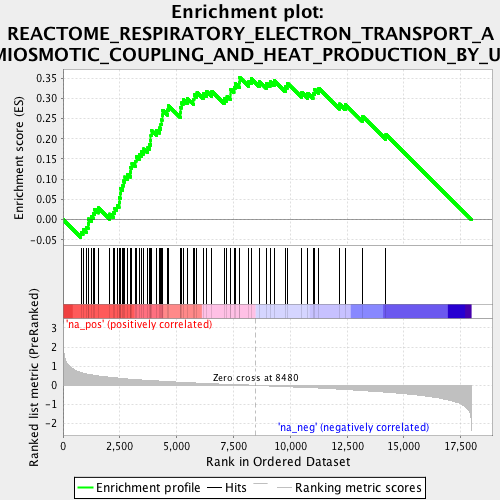 Enrichment plot:
REACTOME_RESPIRATORY_ELECTRON_TRANSPORT_A
MIOSMOTIC_COUPLING_AND_HEAT_PRODUCTION_BY_U
Enrichment score (ES)
0.35
0.30
0.25
0.20
0.15
0.10
0.05
0.00
-0.05
'na_pos' (positively correlated)
Ranked list metric (PreRanked)
3
2
1
0
-1
-2
Zero cross at 8480
'na_neg' (negatively correlated)
0
2,500
5,000
7,500
10,000
12,500
15,000
17,500
Rank in Ordered Dataset
Enrichment profile
Hits
Ranking metric scores